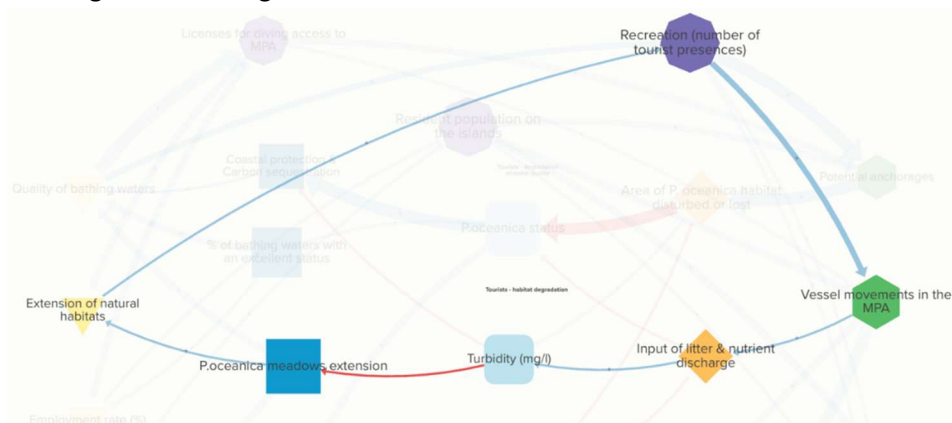 Licenses for diving access to
MPA
Recreation (number of
tourist presences)
Resident population on
the islands
Coastal protection &
Carbon sequestration
Tourists - degradation
Quality of bathing waters
Potential anchorages
Area of P. oceanica habitat
disturbed or lost
P.oceanica status
% of bathing waters with
an excellent status
Tourists - habitat degradation
Extension of natural
habitats
Vessel movements in the
MPA
P.oceanica meadows extension
Turbidity (mg/l)
Input of litter & nutrient
discharge
Employment rate (%)